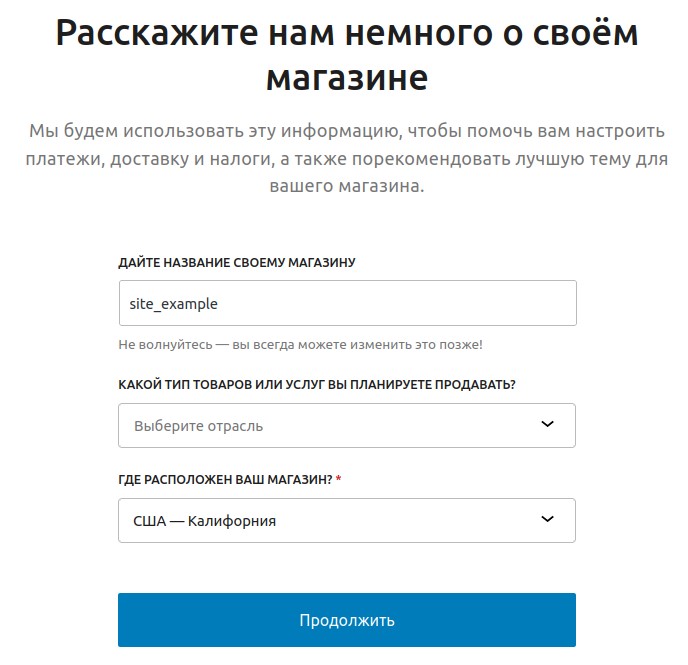 Расскажите нам немного о своём
магазине
Мы будем использовать эту информацию, чтобы помочь вам настроить
платежи, доставку и налоги, а также порекомендовать лучшую тему для
вашего магазина.
ДАЙТЕ НАЗВАНИЕ СВОЕМУ МАГАЗИНУ
site_example
Не волнуйтесь — вы всегда можете изменить это позже!
КАКОЙ ТИП ТОВАРОВ ИЛИ УСЛУГ ВЫ ПЛАНИРУЕТЕ ПРОДАВАТЬ?
Выберите отрасль
ГДЕ РАСПОЛОЖЕН ВАШ МАГАЗИН? *
США — Калифорния
Продолжить